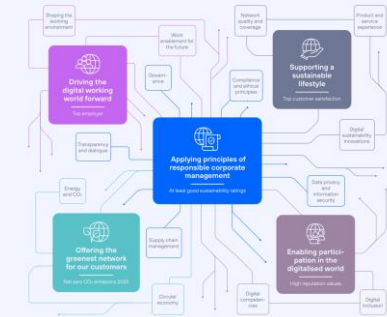 Shaping the
working
environment
Work
enablement for
the future
Network
quality and
coverage
Product and
service
experience
Driving the
digital working
world forward
Top employer
Govern-
ance
Compliance
and ethical
principles
Supporting a
sustainable
lifestyle
Top customer satisfaction
Transparency
and dialogue
Applying principles of
responsible corporate
management
At least good sustainability ratings
Digital
sustainability
innovations
Energy
and CO₂
Data privacy
and
information
security
Offering the
greenest network
for our customers
Net zero CO₂ emissions 2025
Supply chain
management
Enabling partici-
pation in the
digitalised world
High reputation values
Circular
economy
Digital
competen-
cies
Digital
inclusion